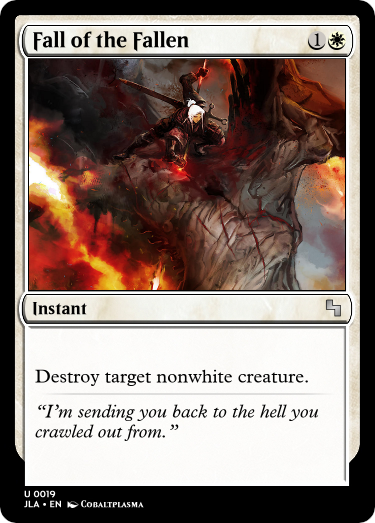 Fall of the Fallen 1
Instant
Destroy target nonwhite creature.
“I’m sending you back to the hell you
crawled out from.”
U 0019
JLA • EN Cobaltplasma